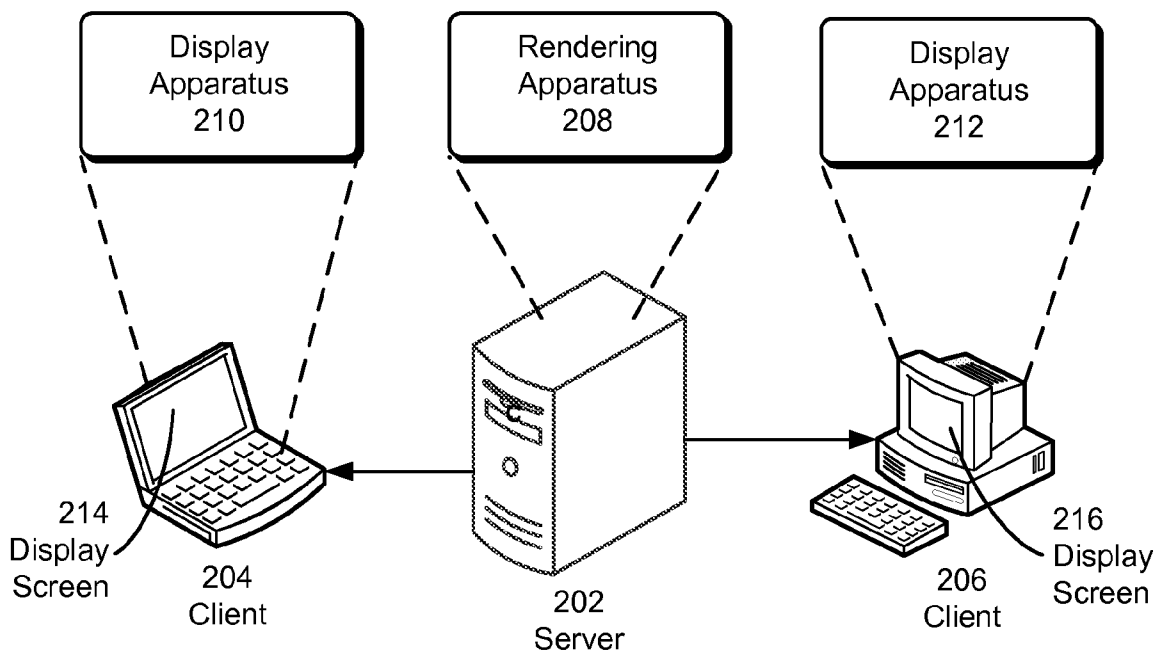 Display
Apparatus
210
Rendering
Apparatus
208
Display
Apparatus
212
214
Display
Screen
204
Client
202
Server
206
Client
216
Display
Screen